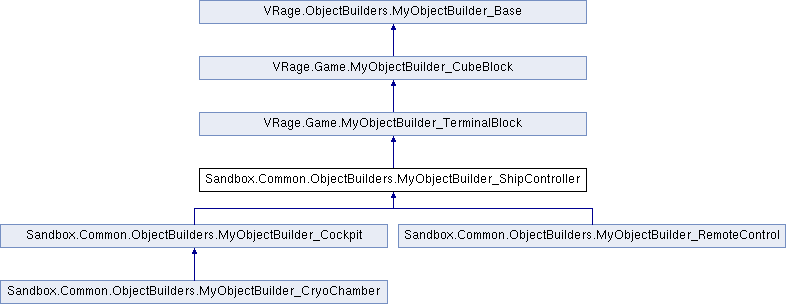 VRage.ObjectBuilders.MyObjectBuilder_Base
VRage.Game.MyObjectBuilder_CubeBlock
VRage.Game.MyObjectBuilder_TerminalBlock
Sandbox.Common.ObjectBuilders.MyObjectBuilder_ShipController
Sandbox.Common.ObjectBuilders.MyObjectBuilder_Cockpit
Sandbox.Common.ObjectBuilders.MyObjectBuilder_RemoteControl
Sandbox.Common.ObjectBuilders.MyObjectBuilder_CryoChamber